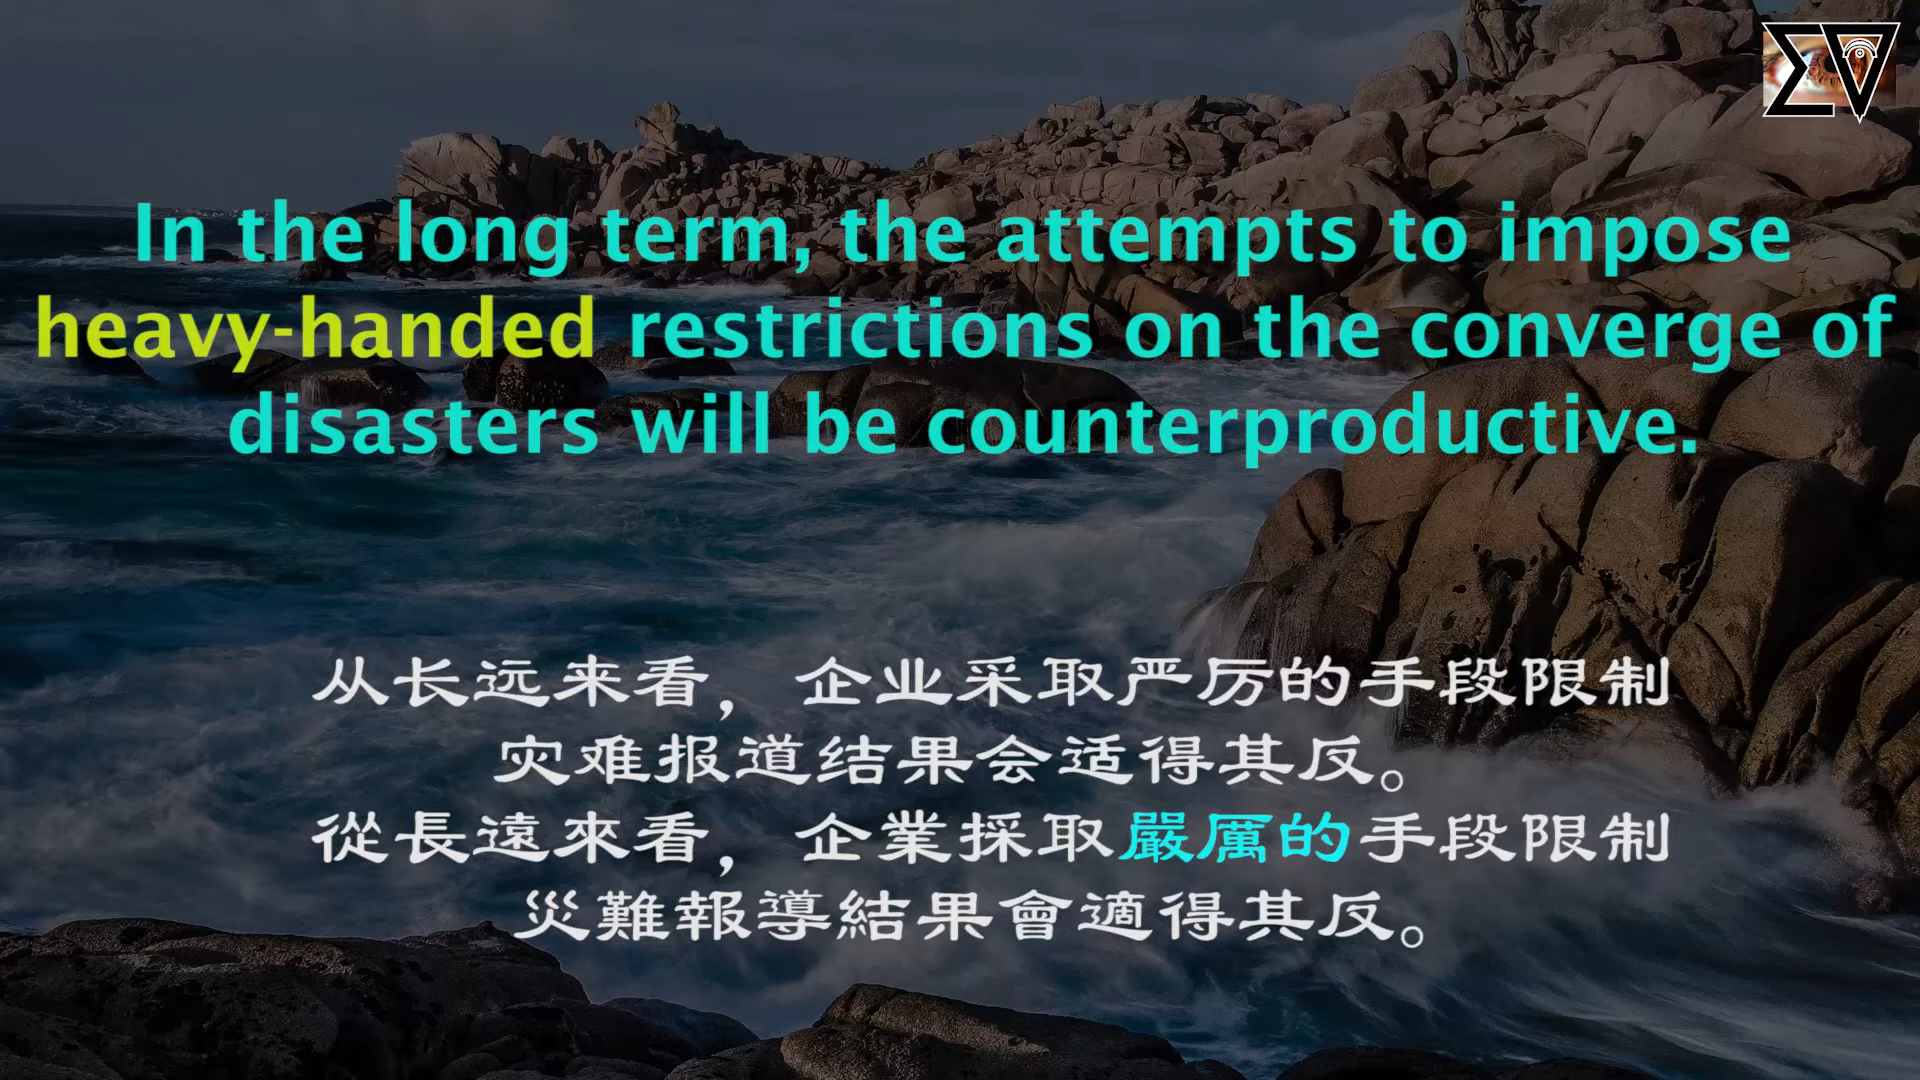 In the long term, the attempts to impose
heavy-handed restrictions on the converge of
disasters will be counterproductive.
从长远来看，企业采取严厉的手段限制
灾难报道结果会适得其反。
從長遠來看，企業採取嚴厲的手段限制
災難報導結果會適得其反。